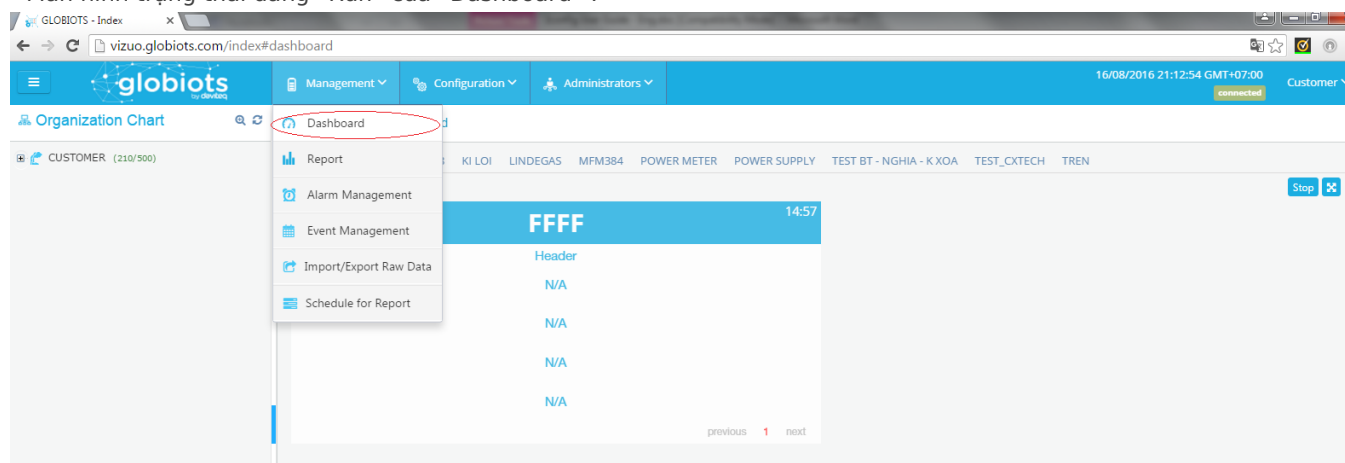 GLOBIOTS - Index
vizuo.globiots.com/index#dashboard
globiots
by deviteq
Management
Configuration
Administrators
16/08/2016 21:12:54 GMT+07:00
connected
Customer
Organization Chart
Dashboard
CUSTOMER (210/500)
Report
KI LOI LINDEGAS MFM384 POWER METER POWER SUPPLY TEST BT - NGHIA - K XOA TEST_CXTECH TREN
Stop
Alarm Management
Event Management
Import/Export Raw Data
Schedule for Report
FFFF
14:57
Header
N/A
N/A
N/A
N/A
previous 1 next